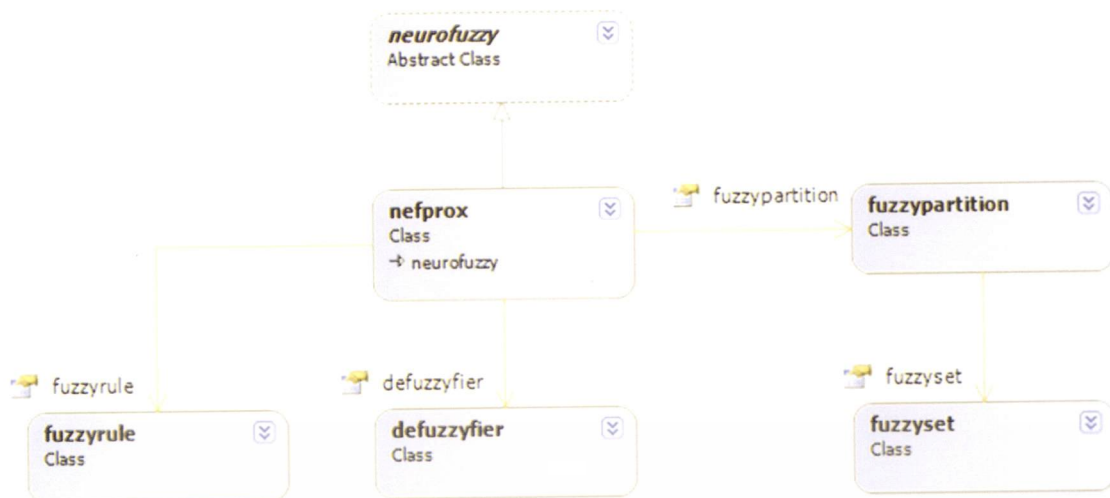 neurofuzzy
Abstract Class
nefprox
Class
neurofuzzy
fuzzypartition
fuzzypartition
Class
fuzzyrule
defuzzyfier
fuzzyset
fuzzyrule
Class
defuzzyfier
Class
fuzzyset
Class